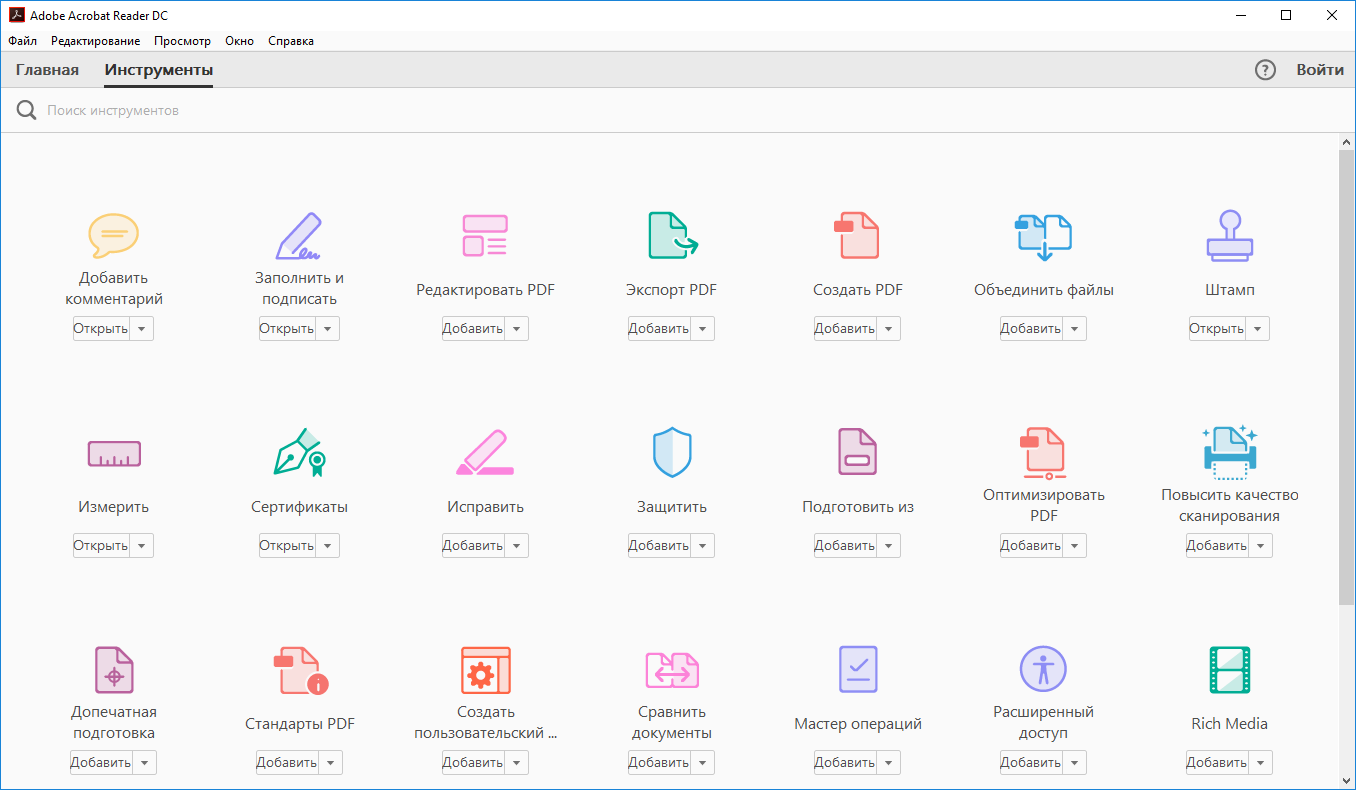 Adobe Acrobat Reader DC
Файл Редактирование Просмотр Окно Справка
Главная Инструменты ? Войти
Поиск инструментов
Добавить комментарий
Открыть
Заполнить и подписать
Открыть
Редактировать PDF
Добавить
Экспорт PDF
Добавить
Создать PDF
Добавить
Объединить файлы
Добавить
Штамп
Открыть
Измерить
Открыть
Сертификаты
Открыть
Исправить
Добавить
Защитить
Добавить
Подготовить из
Добавить
Оптимизировать PDF
Добавить
Повысить качество сканирования
Добавить
Допечатная подготовка
Добавить
Стандарты PDF
Добавить
Создать пользовательский ...
Добавить
Сравнить документы
Добавить
Мастер операций
Добавить
Расширенный доступ
Добавить
Rich Media
Добавить